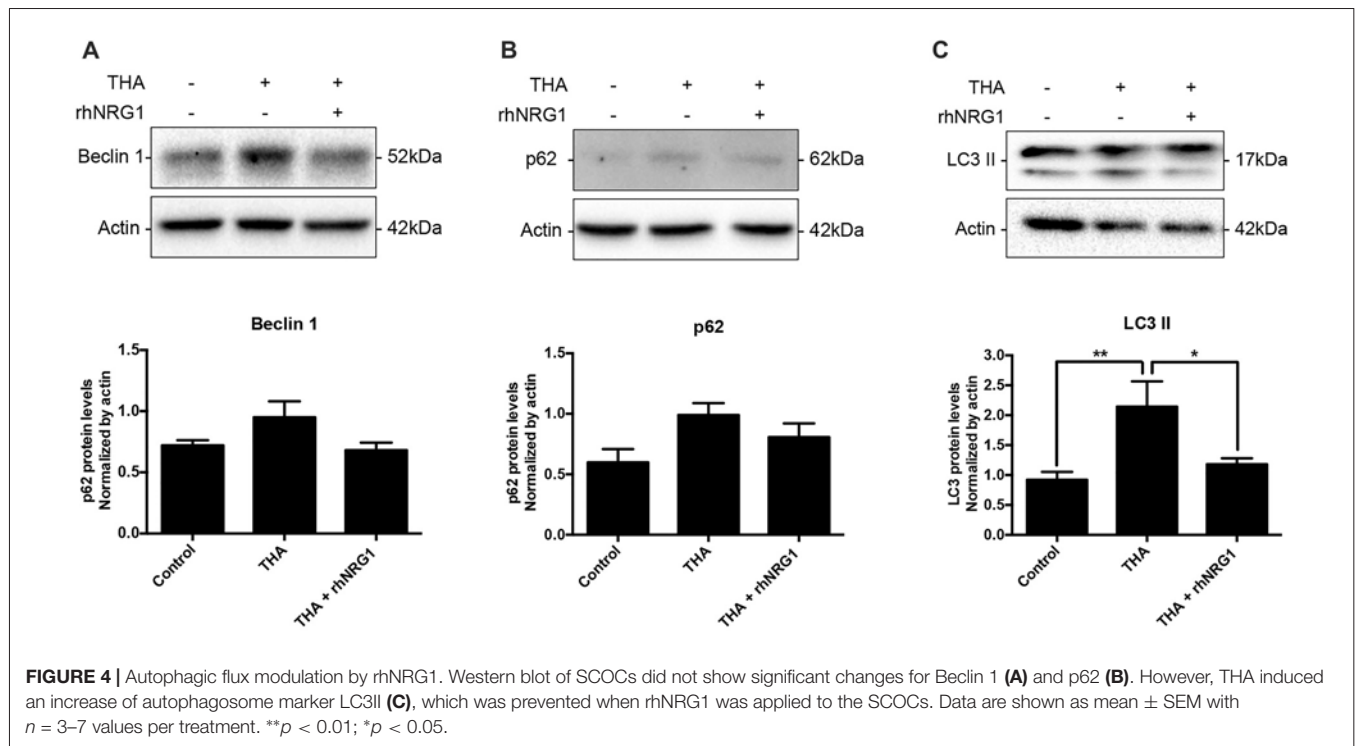 A
THA - + +
rhNRG1 - - +
Beclin 1 52kDa
Actin 42kDa
Beclin 1
p62 protein levels
Normalized by actin
1.5
1.0
0.5
0.0
Control
THA
THA + rhNRG1
B
THA - + +
rhNRG1 - - +
p62 62kDa
Actin 42kDa
p62
p62 protein levels
Normalized by actin
1.5
1.0
0.5
0.0
Control
THA
THA + rhNRG1
C
THA - + +
rhNRG1 - - +
LC3 II 17kDa
Actin 42kDa
LC3 II
** *
LC3 protein levels
Normalized by actin
3.0
2.5
2.0
1.5
1.0
0.5
0.0
Control
THA
THA + rhNRG1
FIGURE 4 | Autophagic flux modulation by rhNRG1. Western blot of SCOCs did not show significant changes for Beclin 1 (A) and p62 (B). However, THA induced
an increase of autophagosome marker LC3II (C), which was prevented when rhNRG1 was applied to the SCOCs. Data are shown as mean ± SEM with
n = 3–7 values per treatment. **p < 0.01; *p < 0.05.